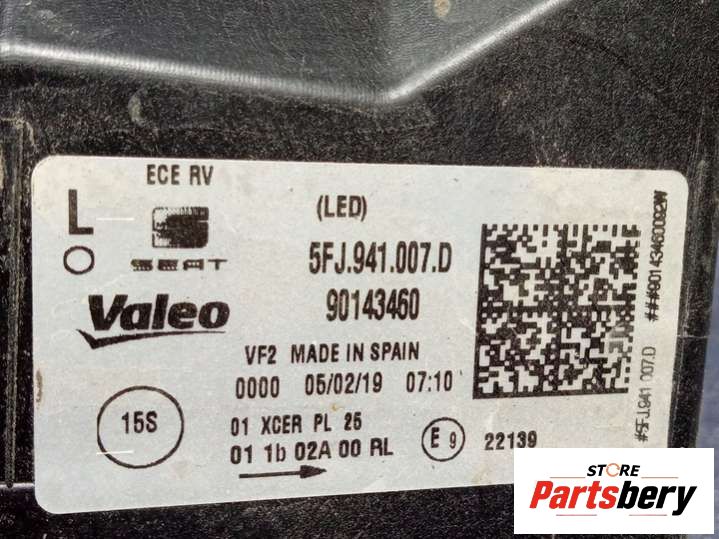 ECE RV
L
O
SEAT
(LED)
5FJ.941.007.D
Valeo
90143460
VF2 MADE IN SPAIN
0000 05/02/19 07:10
15S
01 XCER PL 25
01 1b 02A 00 RL
E 9
22139
#5FJ.941 007.D ###90143460092W
STORE
Partsbery